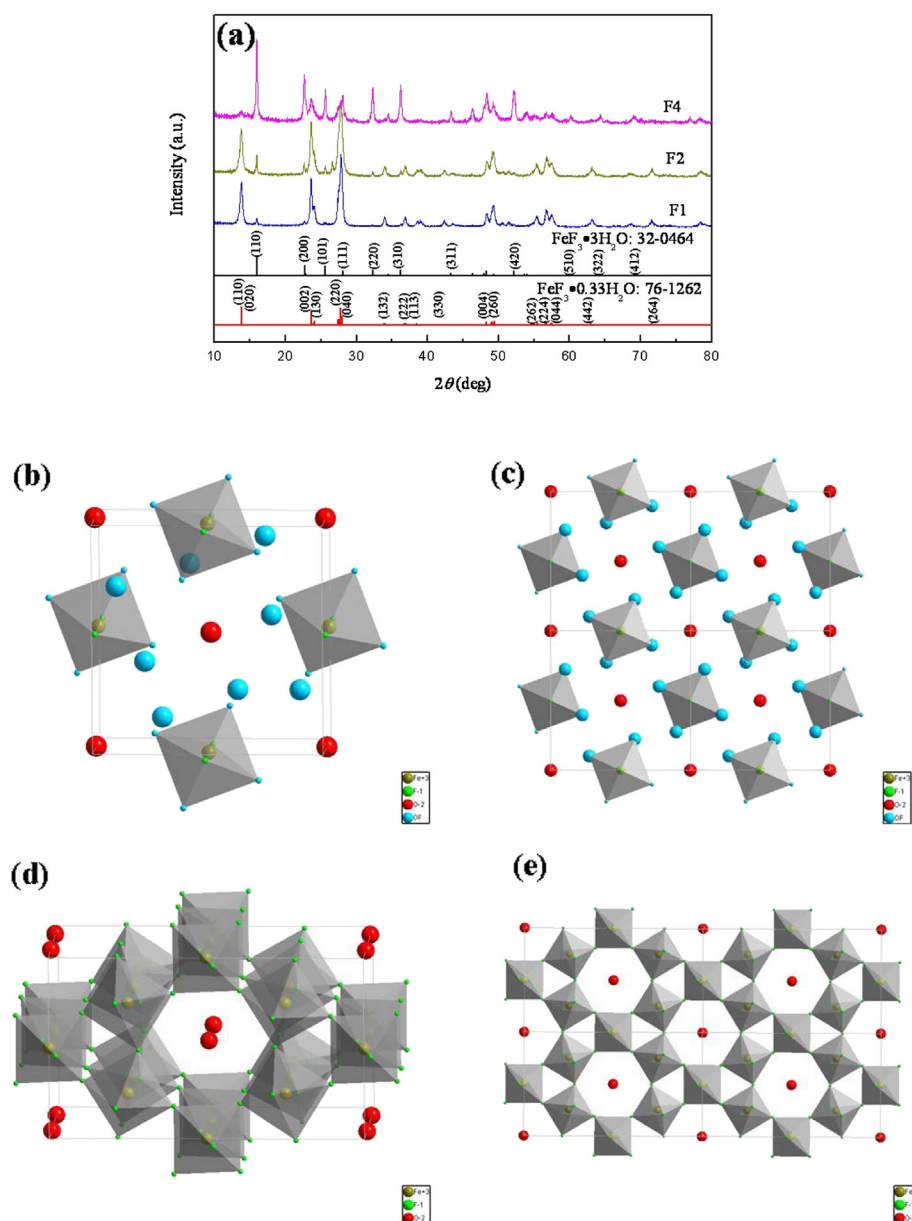 (a)
F4
F2
F1
Intensity (a.u.)
FeF3•3H2O: 32-0464
(110) (200) (101) (111) (220) (310) (311) (420) (510) (322) (412)
FeF3•0.33H2O: 76-1262
(110) (020) (002) (130) (220) (040) (132) (222) (113) (330) (004) (260) (262) (224) (044) (442) (264)
10 20 30 40 50 60 70 80
2θ (deg)
(b)
(c)
Fe+3
F-1
O-2
OF
Fe+3
F-1
O-2
OF
(d)
(e)
Fe+3
F-1
O-2
Fe+
F-1
O-